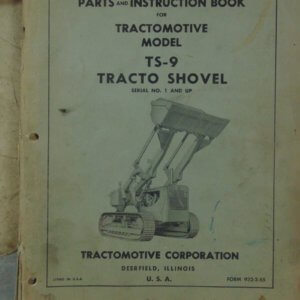 PARTS AND INSTRUCTION BOOK
FOR
TRACTOMOTIVE
MODEL
TS-9
TRACTO SHOVEL
SERIAL NO. 1 AND UP
TRACTOMOTIVE CORPORATION
DEERFIELD, ILLINOIS
U. S. A.